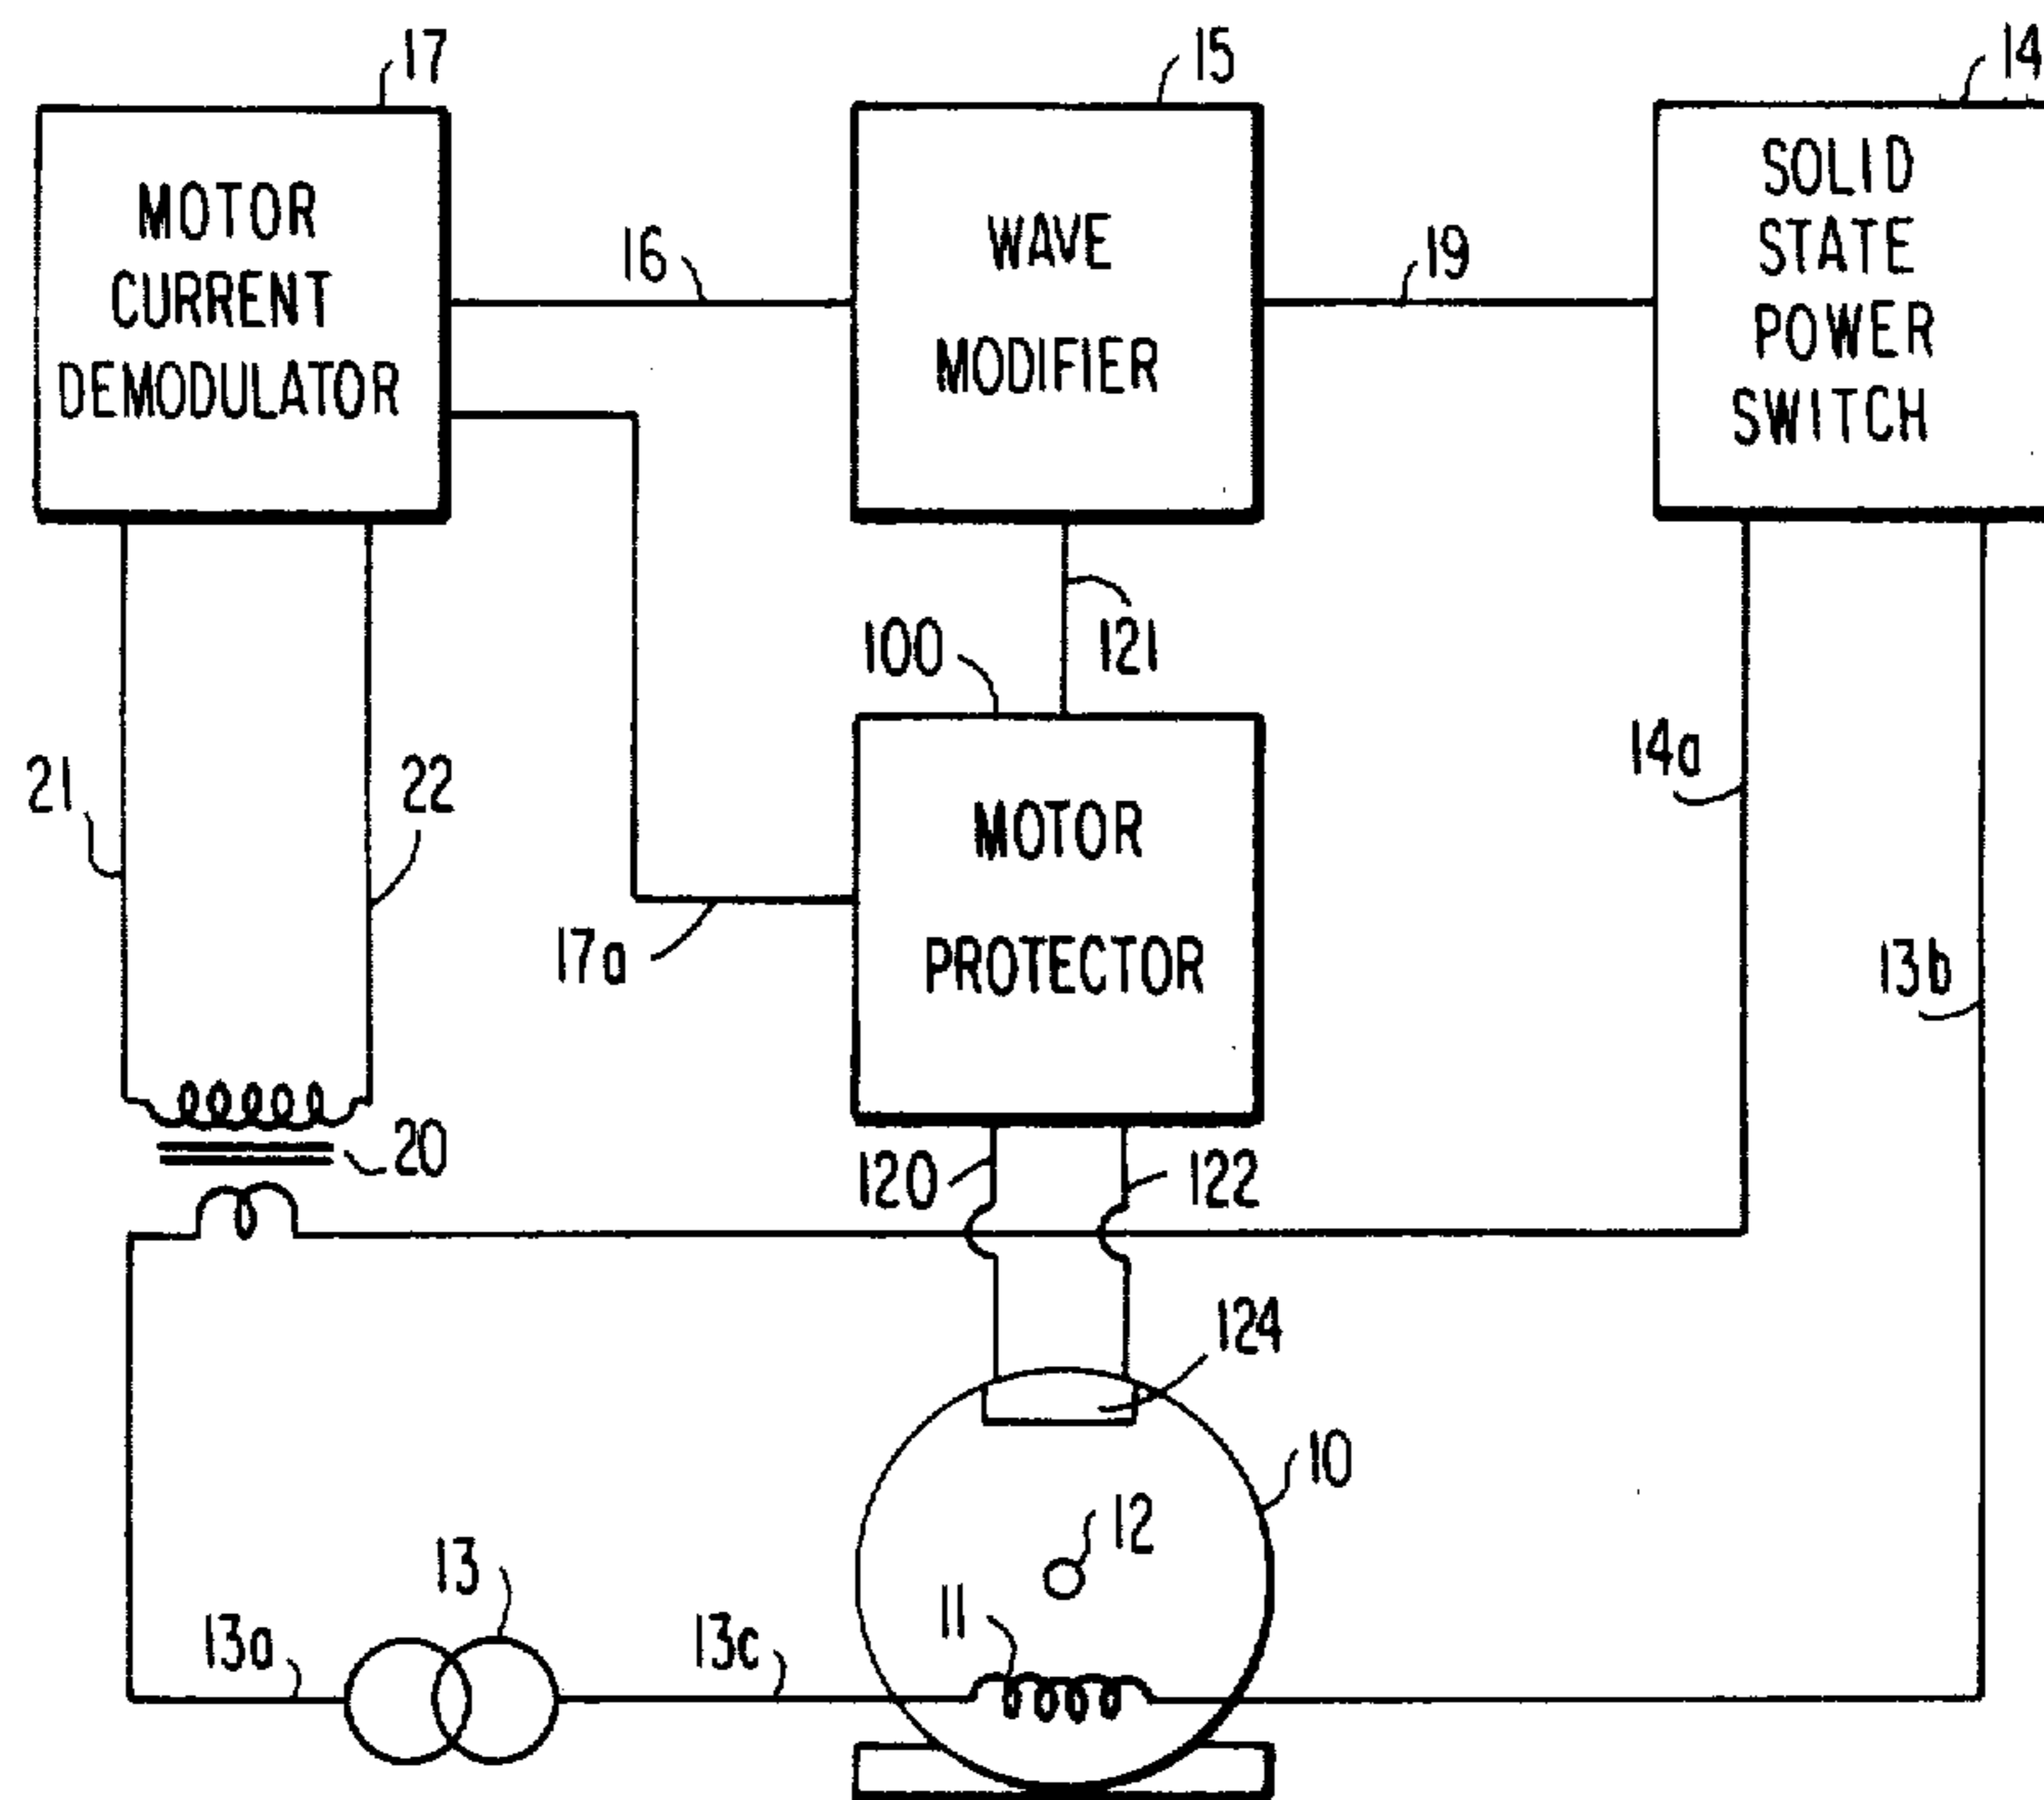 17
15
14
MOTOR
CURRENT
DEMODULATOR
WAVE
MODIFIER
SOLID
STATE
POWER
SWITCH
16
19
100
121
14a
21
22
MOTOR
PROTECTOR
17a
13b
20
120
122
124
10
12
13
11
13a
13c